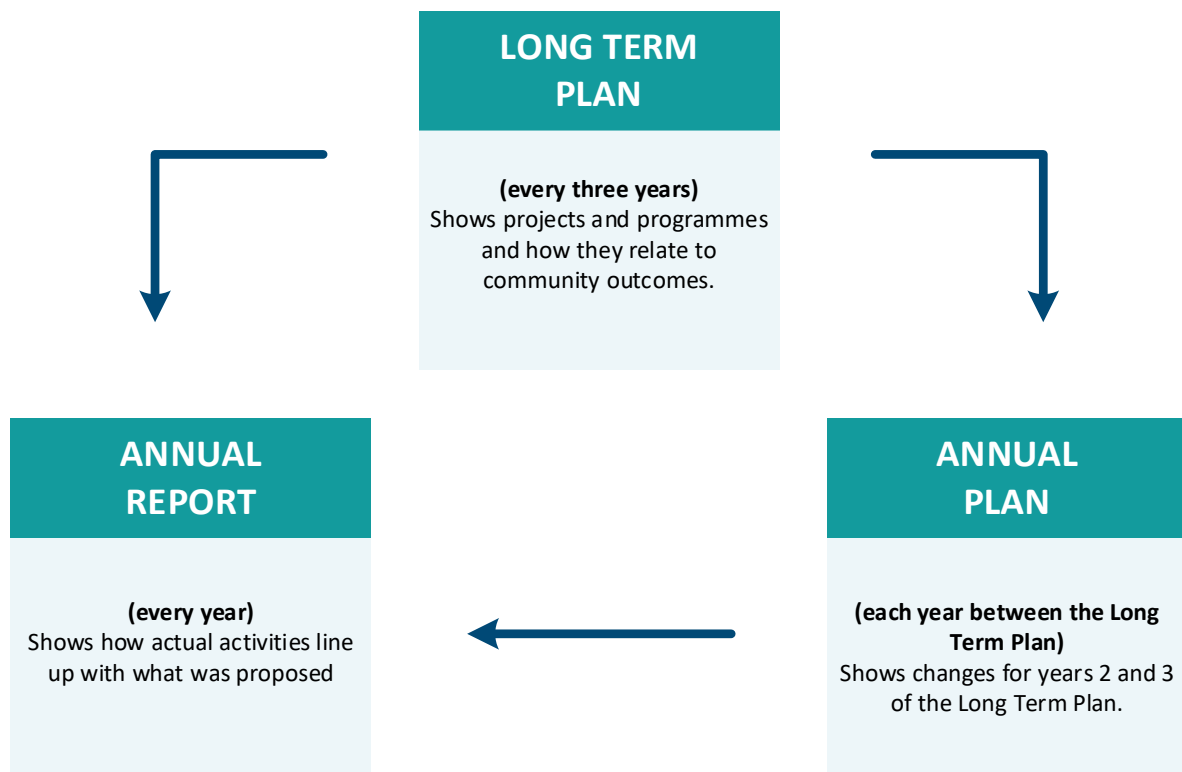 LONG TERM
PLAN
(every three years)
Shows projects and programmes
and how they relate to
community outcomes.
ANNUAL
REPORT
(every year)
Shows how actual activities line
up with what was proposed
ANNUAL
PLAN
(each year between the Long
Term Plan)
Shows changes for years 2 and 3
of the Long Term Plan.